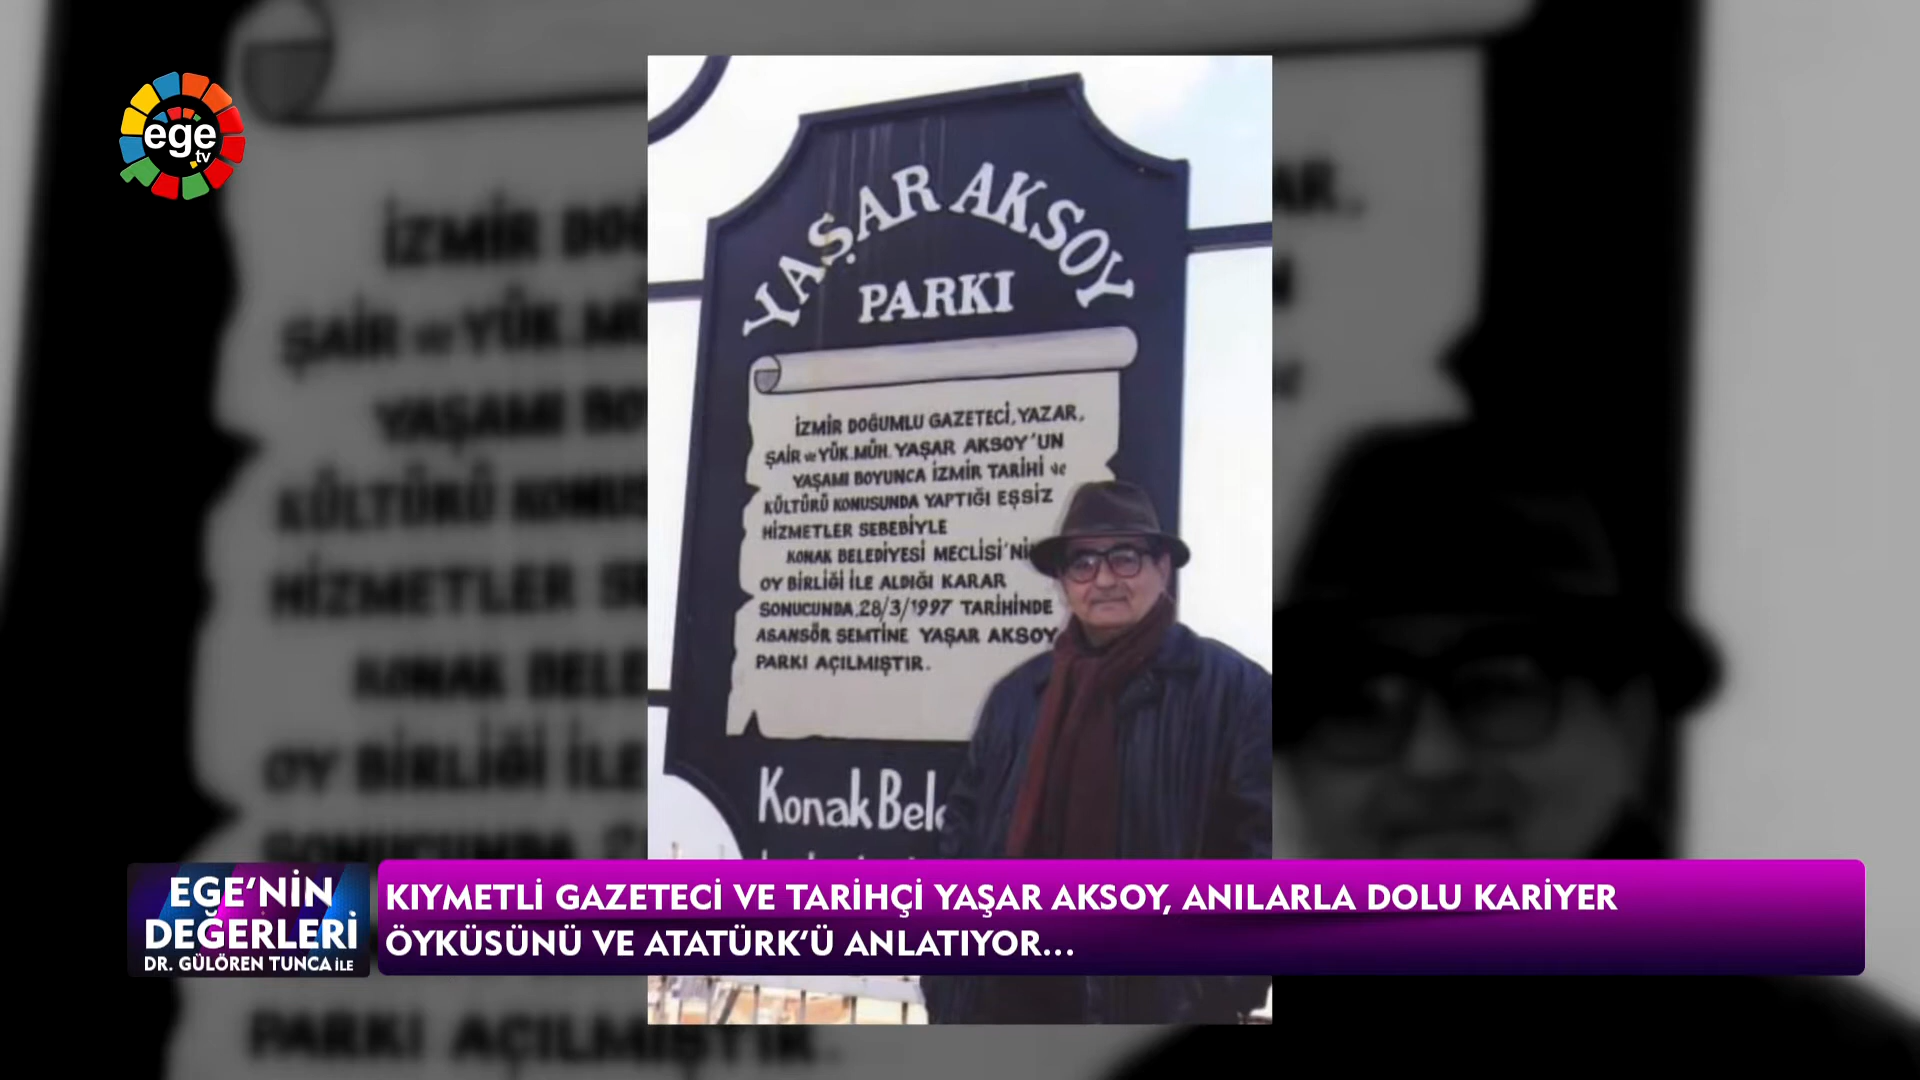 ege
tv
YAŞAR AKSOY
PARKI
İZMİR DOĞUMLU GAZETECİ, YAZAR,
ŞAİR ve YÜK. MÜH. YAŞAR AKSOY'UN
YAŞAMI BOYUNCA İZMİR TARİHİ ve
KÜLTÜRÜ KONUSUNDA YAPTIĞI EŞSİZ
HİZMETLER SEBEBİYLE
KONAK BELEDİYESİ MECLİSİ'NİN
OY BİRLİĞİ İLE ALDIĞI KARAR
SONUCUNDA, 28/3/1997 TARİHİNDE
ASANSÖR SEMTİNE YAŞAR AKSOY
PARKI AÇILMIŞTIR.
Konak Bele
EGE'NİN
DEĞERLERİ
DR. GÜLÖREN TUNCA İLE
KIYMETLİ GAZETECİ VE TARİHÇİ YAŞAR AKSOY, ANILARLA DOLU KARİYER
ÖYKÜSÜNÜ VE ATATÜRK'Ü ANLATIYOR...